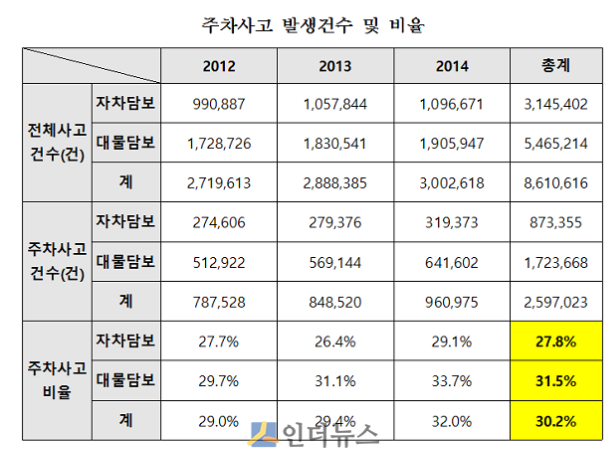 주차사고 발생건수 및 비율
2012 2013 2014 총계
전체사고 건수(건)
자차담보 990,887 1,057,844 1,096,671 3,145,402
대물담보 1,728,726 1,830,541 1,905,947 5,465,214
계 2,719,613 2,888,385 3,002,618 8,610,616
주차사고 건수(건)
자차담보 274,606 279,376 319,373 873,355
대물담보 512,922 569,144 641,602 1,723,668
계 787,528 848,520 960,975 2,597,023
주차사고 비율
자차담보 27.7% 26.4% 29.1% 27.8%
대물담보 29.7% 31.1% 33.7% 31.5%
계 29.0% 29.4% 32.0% 30.2%
인더뉴스